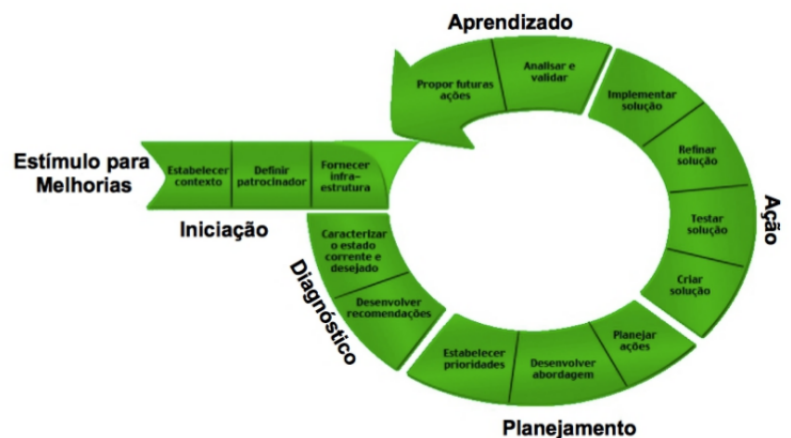 Estímulo para
Melhorias
Estabelecer
contexto
Definir
patrocinador
Fornecer
infra-
estrutura
Iniciação
Caracterizar
o estado
corrente e
desejado
Desenvolver
recomendações
Diagnóstico
Estabelecer
prioridades
Desenvolver
abordagem
Planejar
ações
Planejamento
Criar
solução
Testar
solução
Refinar
solução
Implementar
solução
Ação
Analisar e
validar
Propor futuras
ações
Aprendizado